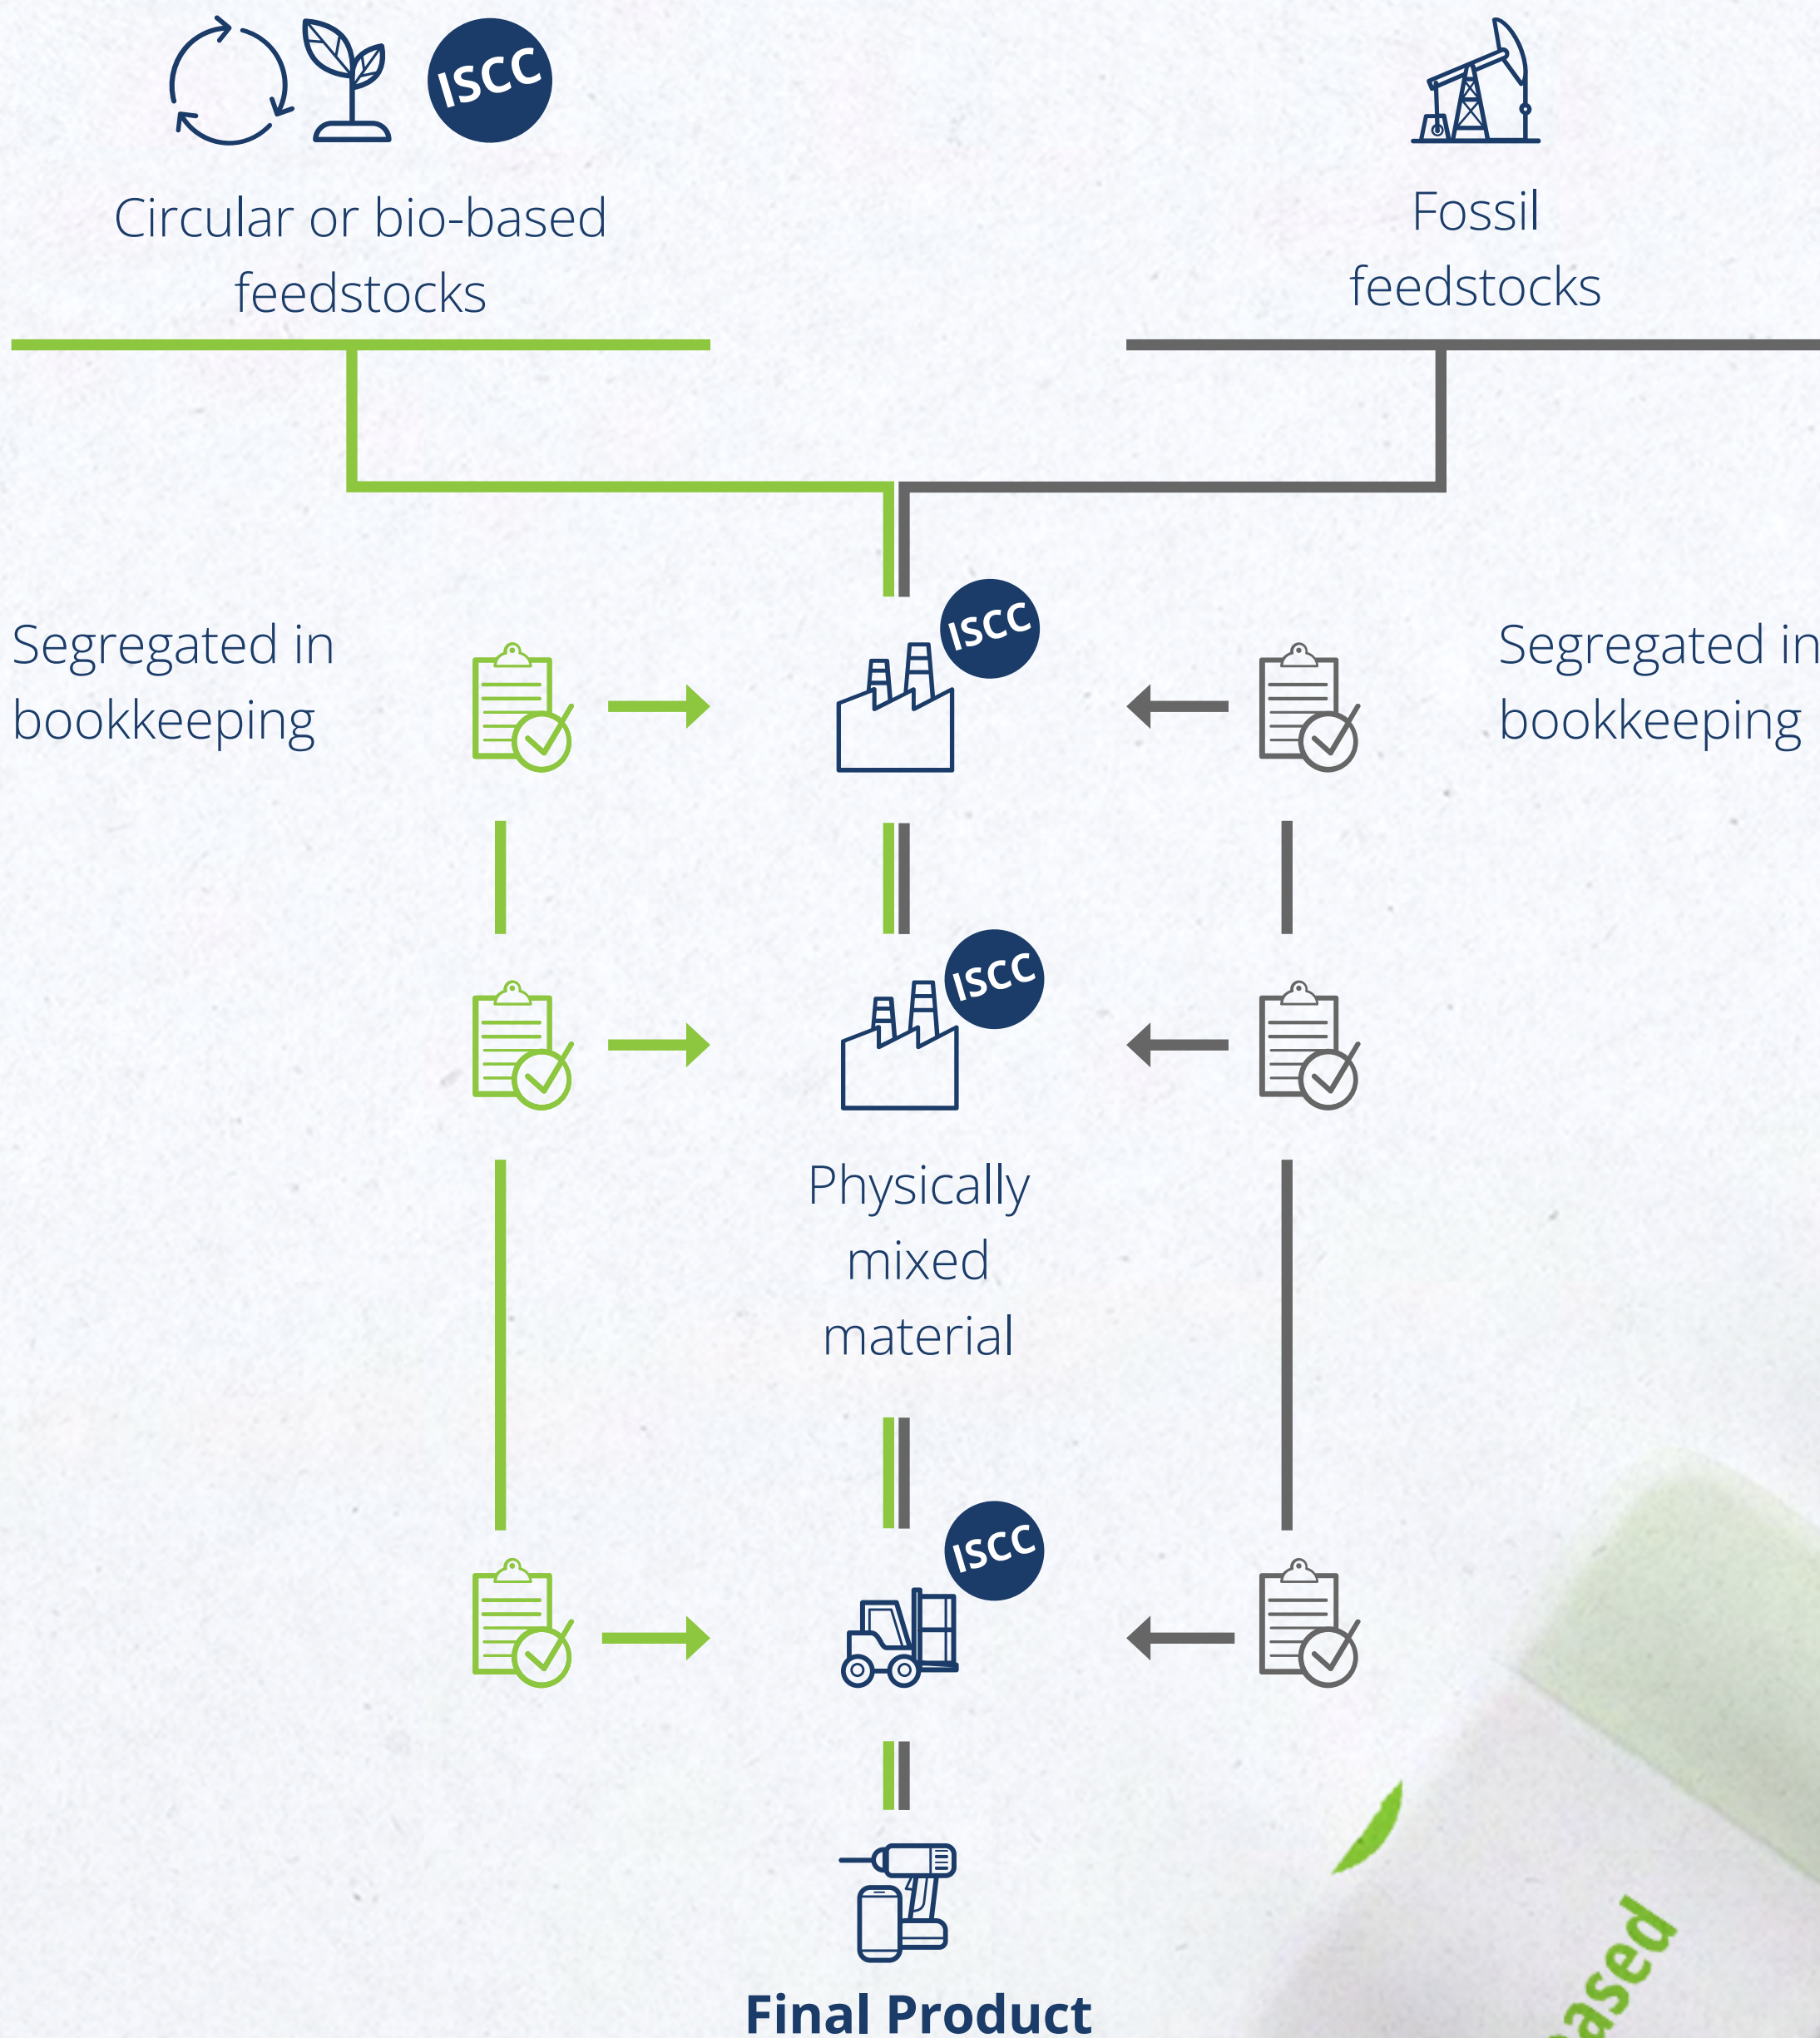 ISCC
Circular or bio-based
feedstocks
Fossil
feedstocks
ISCC
Segregated in
bookkeeping
Segregated in
bookkeeping
ISCC
Physically
mixed
material
ISCC
Final Product
ased